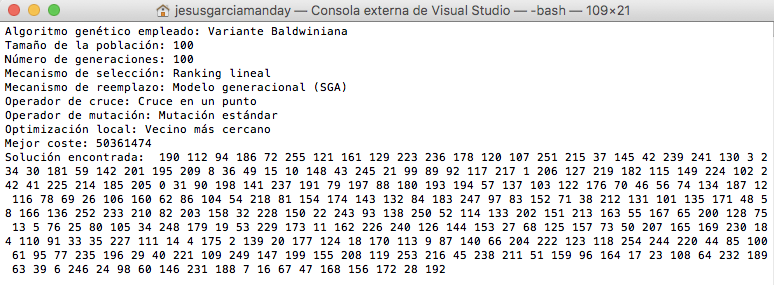 jesusgarciamanday — Consola externa de Visual Studio — -bash — 109×21
Algoritmo genético empleado: Variante Baldwiniana
Tamaño de la población: 100
Número de generaciones: 100
Mecanismo de selección: Ranking lineal
Mecanismo de reemplazo: Modelo generacional (SGA)
Operador de cruce: Cruce en un punto
Operador de mutación: Mutación estándar
Optimización local: Vecino más cercano
Mejor coste: 50361474
Solución encontrada:  190 112 94 186 72 255 121 161 129 223 236 178 120 107 251 215 37 145 42 239 241 130 3 2
34 30 181 59 142 201 195 209 8 36 49 15 10 148 43 245 21 99 89 92 117 217 1 206 127 219 182 115 149 224 102 2
42 41 225 214 185 205 0 31 90 198 141 237 191 79 197 88 180 193 194 57 137 103 122 176 70 46 56 74 134 187 12
 116 78 69 26 106 160 62 86 104 54 218 81 154 174 143 132 84 183 247 97 83 152 71 38 212 131 101 135 171 48 5
8 166 136 252 233 210 82 203 158 32 228 150 22 243 93 138 250 52 114 133 202 151 213 163 55 167 65 200 128 75
 13 5 76 25 80 105 34 248 179 19 53 229 173 11 162 226 240 126 144 153 27 68 125 157 73 50 207 165 169 230 18
4 110 91 33 35 227 111 14 4 175 2 139 20 177 124 18 170 113 9 87 140 66 204 222 123 118 254 244 220 44 85 100
 61 95 77 235 196 29 40 221 109 249 147 199 155 208 119 253 216 45 238 211 51 159 96 164 17 23 108 64 232 189
 63 39 6 246 24 98 60 146 231 188 7 16 67 47 168 156 172 28 192